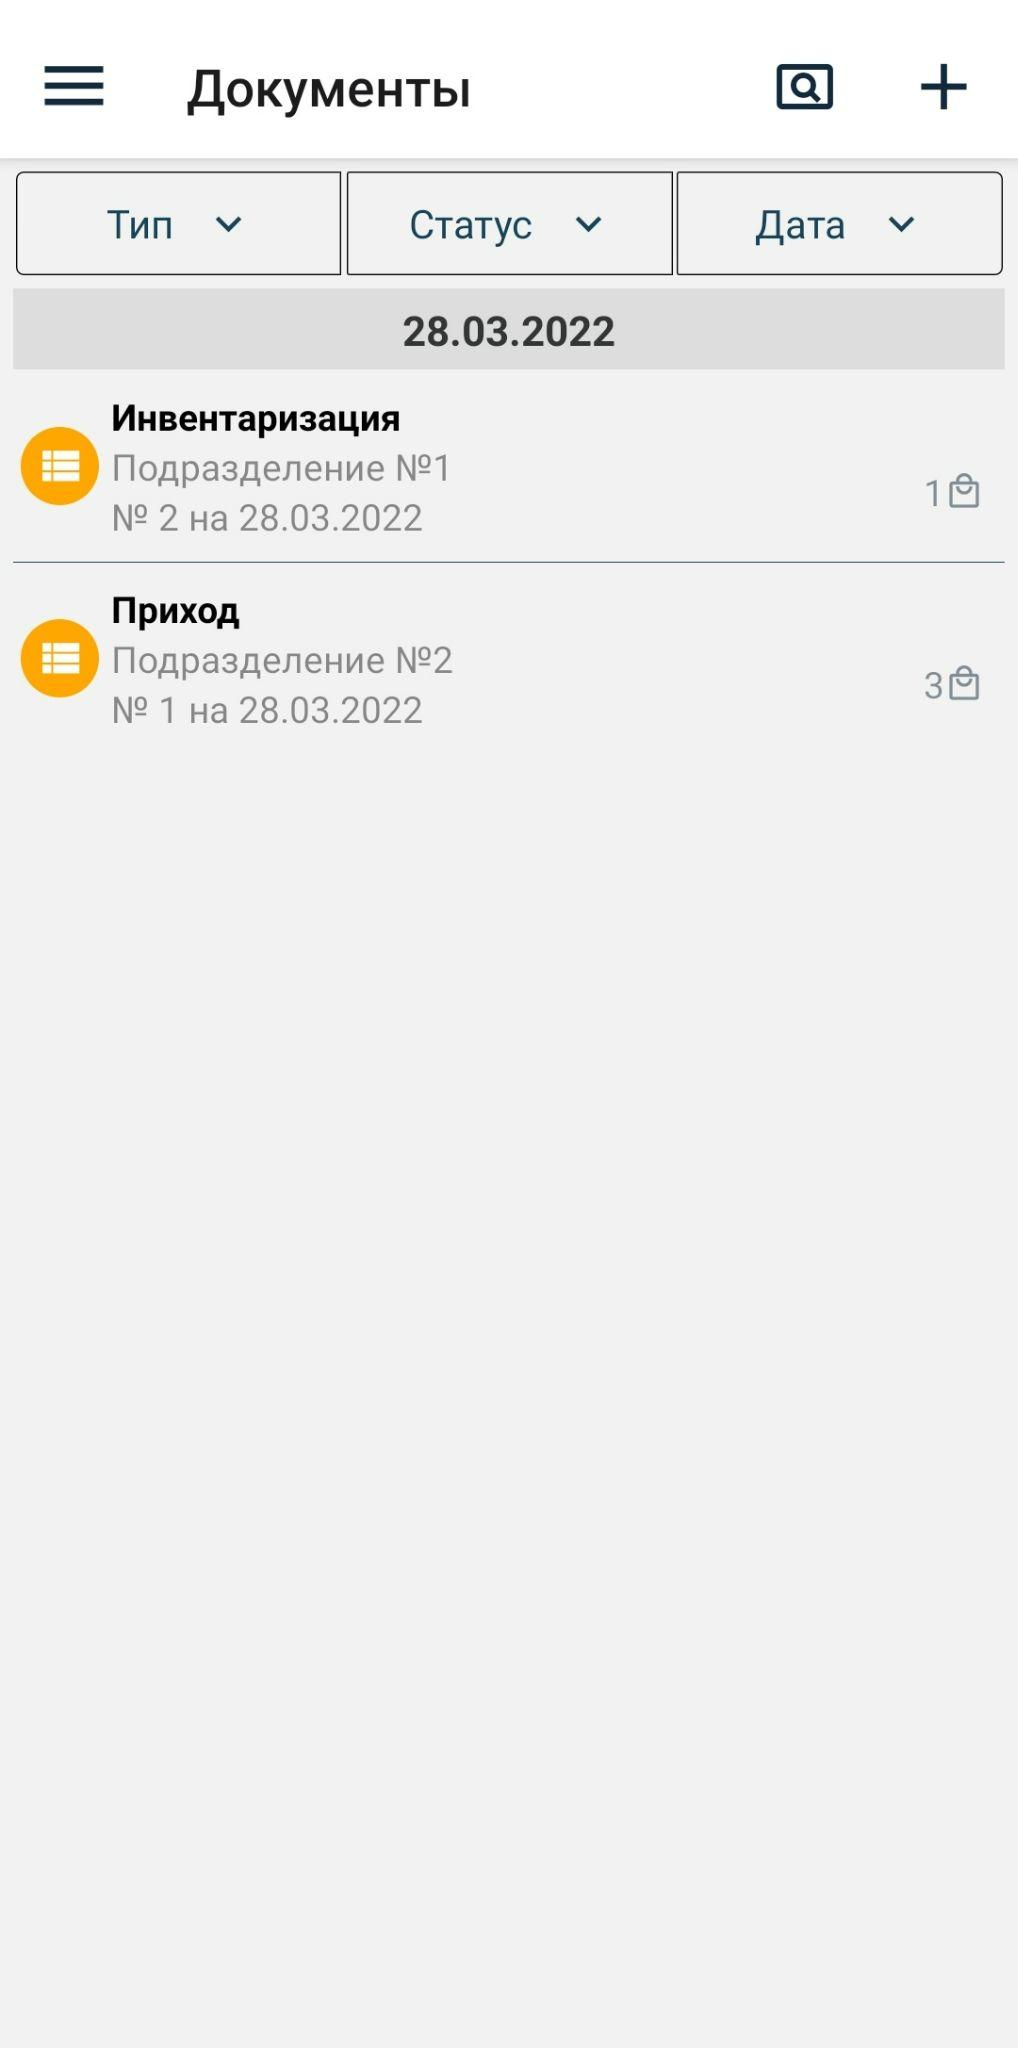 Документы
Тип
Статус
Дата
28.03.2022
Инвентаризация
Подразделение №1
№ 2 на 28.03.2022
1
Приход
Подразделение №2
№ 1 на 28.03.2022
3